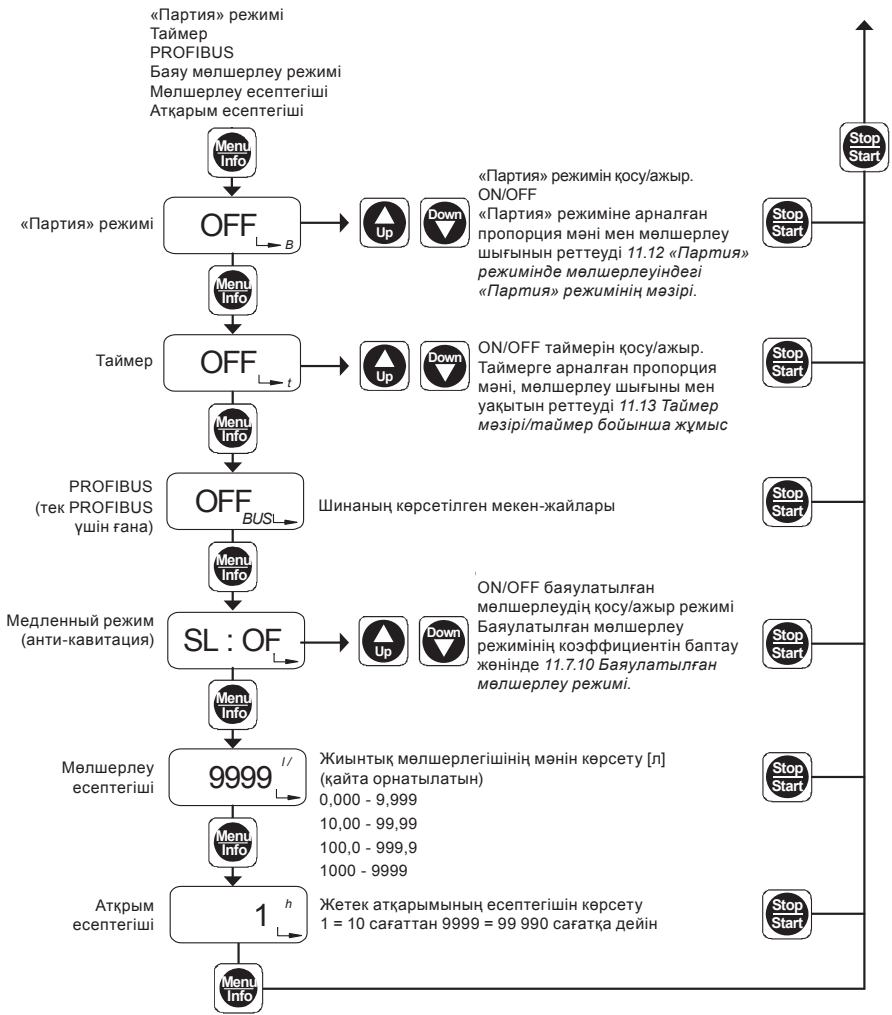 «Партия» режимі
Таймер
PROFIBUS
Баяу мөлшерлеу режимі
Мөлшерлеу есептегіші
Атқарым есептегіші
Stop
Start
Menu
Info
«Партия» режимі
OFF
B
Up
Down
«Партия» режимін қосу/ажыр.
ON/OFF
«Партия» режиміне арналған
пропорция мәні мен мөлшерлеу
шығынын реттеуді 11.12 «Партия»
режимінде мөлшерлеуіндегі
«Партия» режимінің мәзірі.
Stop
Start
Menu
Info
Таймер
OFF
t
Up
Down
ON/OFF таймерін қосу/ажыр.
Таймерге арналған пропорция
мәні, мөлшерлеу шығыны мен
уақытын реттеуді 11.13 Таймер
мәзірі/таймер бойынша жұмыс
Stop
Start
Menu
Info
PROFIBUS
(тек PROFIBUS
үшін ғана)
OFF
BUS
Шинаның көрсетілген мекен-жайлары
Stop
Start
Menu
Info
Медленный режим
(анти-кавитация)
SL : OF
Up
Down
ON/OFF баяулатылған
мөлшерлеудің қосу/ажыр режимі
Баяулатылған мөлшерлеу
режимінің коэффициентін баптау
жөнінде 11.7.10 Баяулатылған
мөлшерлеу режимі.
Stop
Start
Menu
Info
Мөлшерлеу
есептегіші
9999
l /
Жиынтық мөлшерлегішінің мәнін көрсету [л]
(қайта орнатылатын)
0,000 - 9,999
10,00 - 99,99
100,0 - 999,9
1000 - 9999
Stop
Start
Menu
Info
Атқрым
есептегіші
1
h
Жетек атқарымының есептегішін көрсету
1 = 10 сағаттан 9999 = 99 990 сағатқа дейін
Stop
Start
Menu
Info